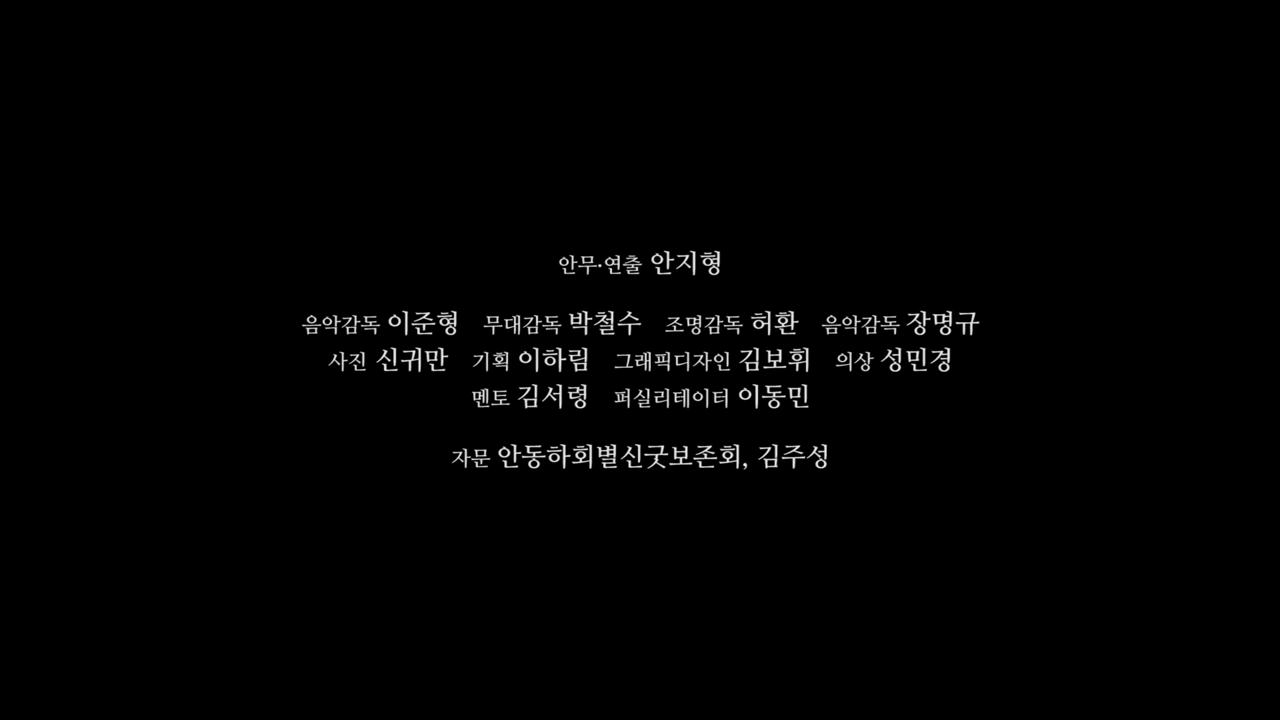 안무·연출 안지형
음악감독 이준형 무대감독 박철수 조명감독 허환 음악감독 장명규
사진 신귀만 기획 이하림 그래픽디자인 김보휘 의상 성민경
멘토 김서령 퍼실리테이터 이동민
자문 안동하회별신굿보존회, 김주성